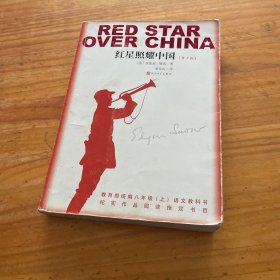 RED STAR
OVER CHINA
红星照耀中国
Edgar Snow
教育部统编八年级（上）语文教科书
纪实作品阅读指定书目